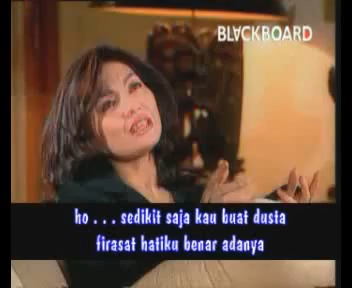 BLACKBOARD
ho . . . sedikit saja kau buat dusta
firasat hatiku benar adanya